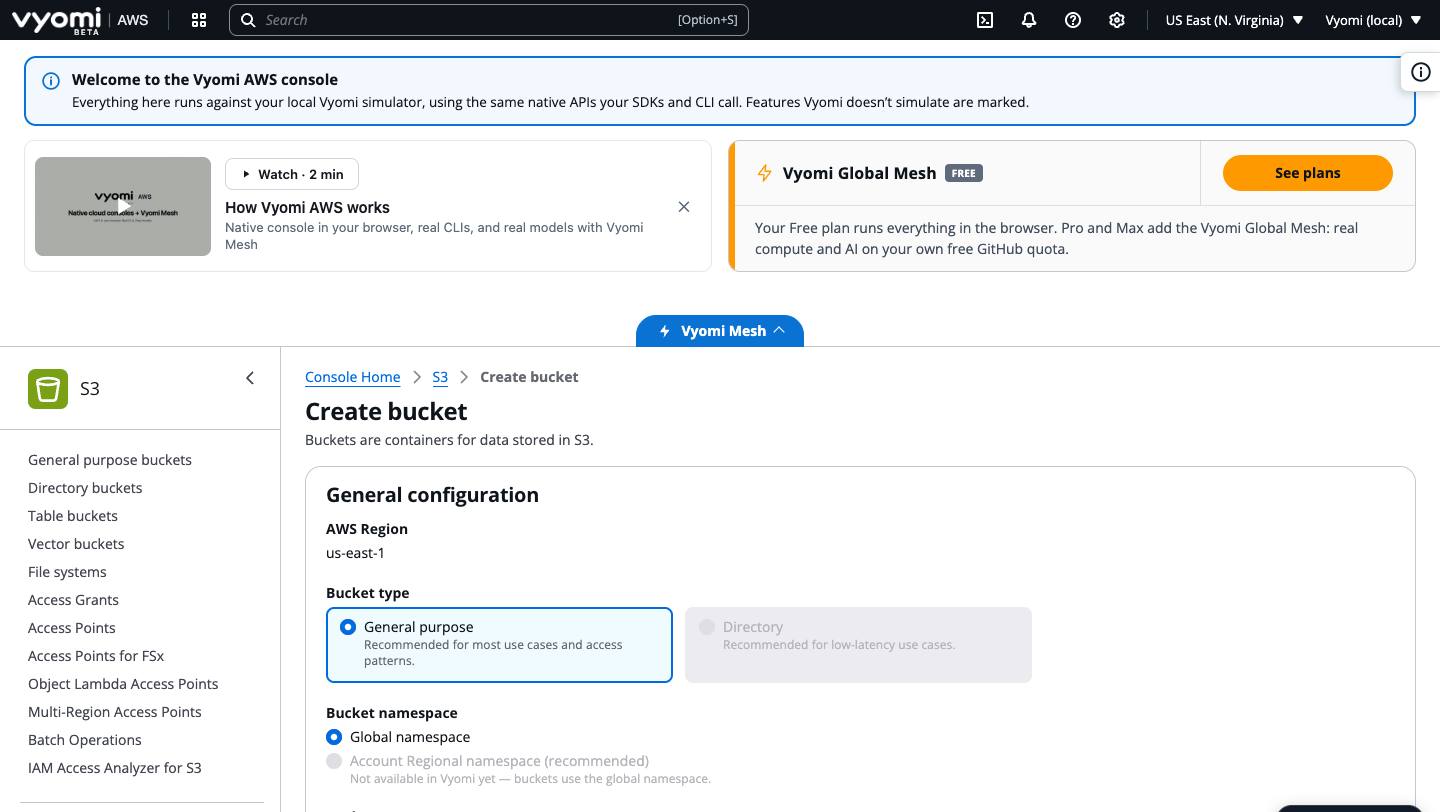 vyomi BETA AWS
Search [Option+S]
US East (N. Virginia)
Vyomi (local)
Welcome to the Vyomi AWS console
Everything here runs against your local Vyomi simulator, using the same native APIs your SDKs and CLI call. Features Vyomi doesn’t simulate are marked.
vyomi AWS
Native cloud consoles + Vyomi Mesh
Watch · 2 min
How Vyomi AWS works
Native console in your browser, real CLIs, and real models with Vyomi
Mesh
Vyomi Global Mesh FREE
See plans
Your Free plan runs everything in the browser. Pro and Max add the Vyomi Global Mesh: real
compute and AI on your own free GitHub quota.
Vyomi Mesh
S3
General purpose buckets
Directory buckets
Table buckets
Vector buckets
File systems
Access Grants
Access Points
Access Points for FSx
Object Lambda Access Points
Multi-Region Access Points
Batch Operations
IAM Access Analyzer for S3
Console Home S3 Create bucket
Create bucket
Buckets are containers for data stored in S3.
General configuration
AWS Region
us-east-1
Bucket type
General purpose
Recommended for most use cases and access
patterns.
Directory
Recommended for low-latency use cases.
Bucket namespace
Global namespace
Account Regional namespace (recommended)
Not available in Vyomi yet — buckets use the global namespace.